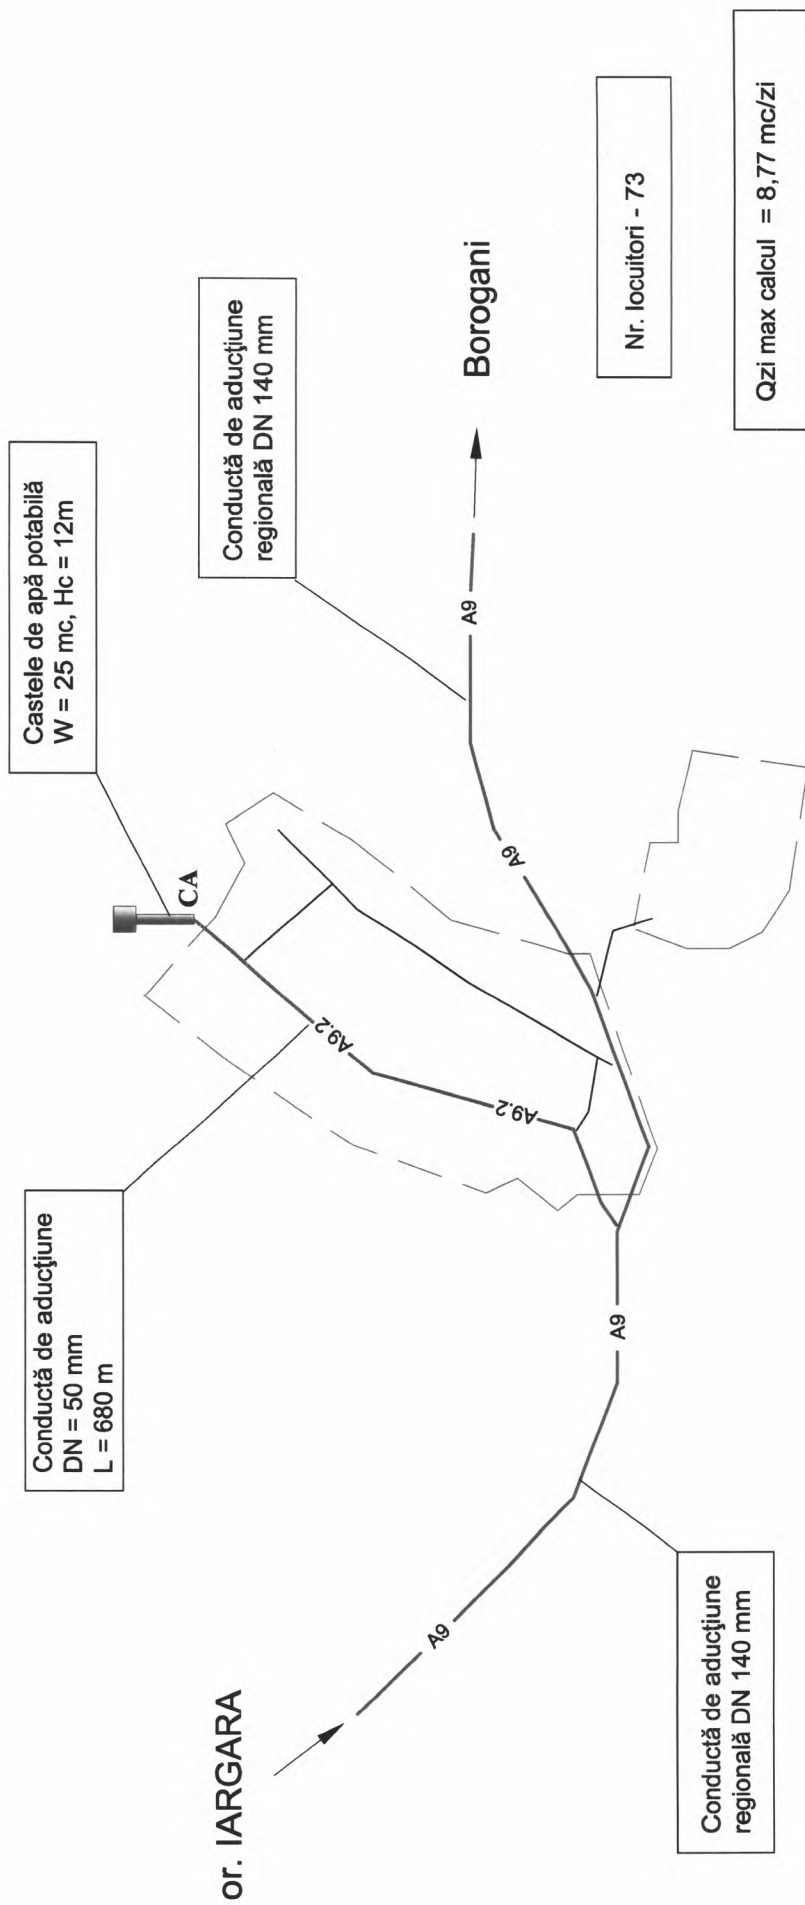 Castele de apă potabilă
W = 25 mc, Hc = 12m
Conductă de aducţiune
DN = 50 mm
L = 680 m
CA
Conductă de aducţiune
regională DN 140 mm
or. IARGARA
A9.2
A9.2
A9
A9
A9
A9
Borogani
Conductă de aducţiune
regională DN 140 mm
Nr. locuitori - 73
Qzi max calcul = 8,77 mc/zi